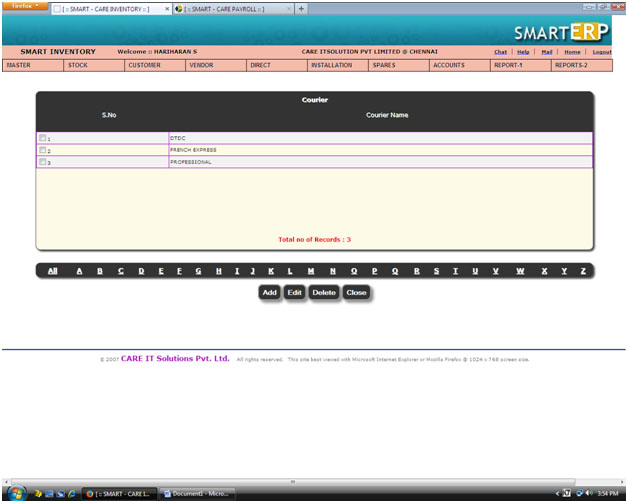 Firefox
[ :: SMART - CARE INVENTORY :: ] × [ :: SMART - CARE PAYROLL :: ] × +
SMARTERP
SMART INVENTORY Welcome :: HARIHARAN S CARE ITSOLUTION PVT LIMITED @ CHENNAI Chat | Help | Mail | Home | Logout
MASTER STOCK CUSTOMER VENDOR DIRECT INSTALLATION SPARES ACCOUNTS REPORT-1 REPORTS-2
Courier
S.No Courier Name
1 DTDC
2 FRENCH EXPRESS
3 PROFESSIONAL
Total no of Records : 3
All A B C D E F G H I J K L M N O P Q R S T U V W X Y Z
Add Edit Delete Close
© 2007 CARE IT Solutions Pvt. Ltd. All rights reserved. This site best viewed with Microsoft Internet Explorer or Mozilla Firefox @ 1024 x 768 screen size.
[ :: SMART - CARE I... Document1 - Micro... 3:54 PM